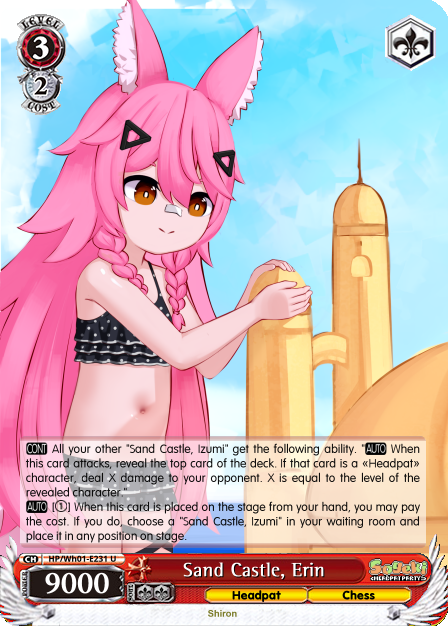 LEVEL
3
2
COST
CONT All your other "Sand Castle, Izumi" get the following ability. "AUTO When
this card attacks, reveal the top card of the deck. If that card is a «Headpat»
character, deal X damage to your opponent. X is equal to the level of the
revealed character."
AUTO [①] When this card is placed on the stage from your hand, you may pay
the cost. If you do, choose a "Sand Castle, Izumi" in your waiting room and
place it in any position on stage.
CH HP/Wh01-E231 U
POWER 9000 SOUL Sand Castle, Erin
Sayori
HEADPAT PARTY
Headpat Chess
Shiron